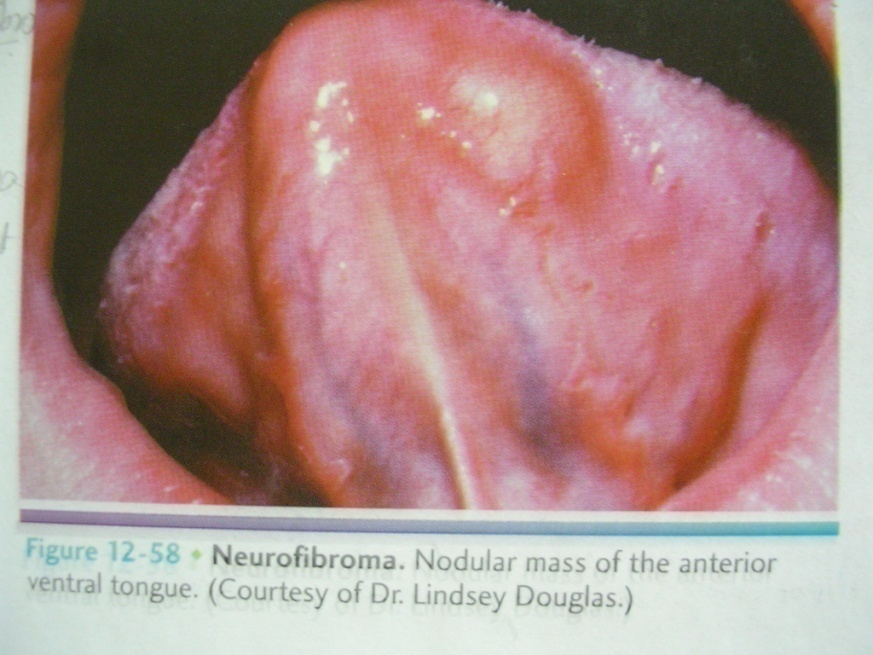 Figure 12-58 • Neurofibroma. Nodular mass of the anterior
ventral tongue. (Courtesy of Dr. Lindsey Douglas.)